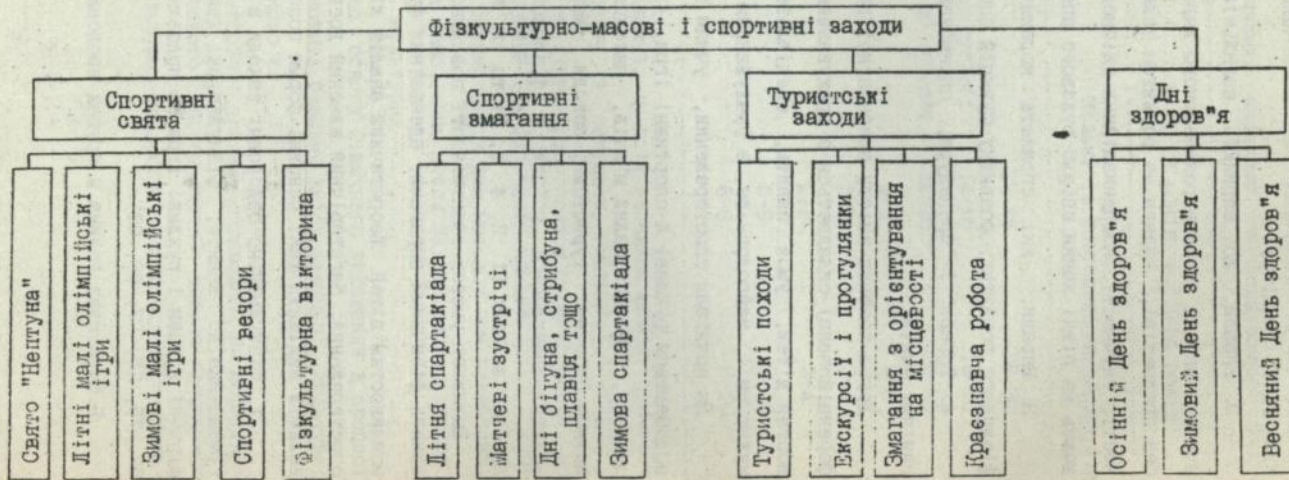 Фізкультурно-масові і спортивні заходи
Спортивні
свята
Спортивні
змагання
Туристські
заходи
Дні
здоров"я
Свято "Нептуна"
Літні малі олімпійські
ігри
Зимові малі олімпійські
ігри
Спортивні вечори
Фізкультурна вікторина
Літня спартакіада
Матчеві зустрічі
Дні бігуна, стрибуна,
плавця тощо
Зимова спартакіада
Туристські походи
Екскурсії і прогулянки
Змагання з орієнтування
на місцевості
Краєзнавча робота
Осінній День здоров"я
Зимовий День здоров"я
Весняний День здоров"я